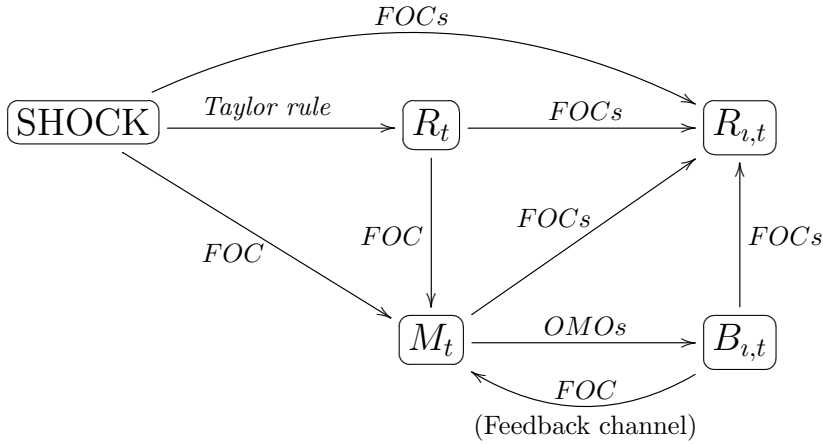 FOCs
SHOCK
Taylor rule
R_t
FOCs
R_{ı,t}
FOC
FOC
FOCs
FOCs
M_t
OMOs
B_{ı,t}
FOC
(Feedback channel)